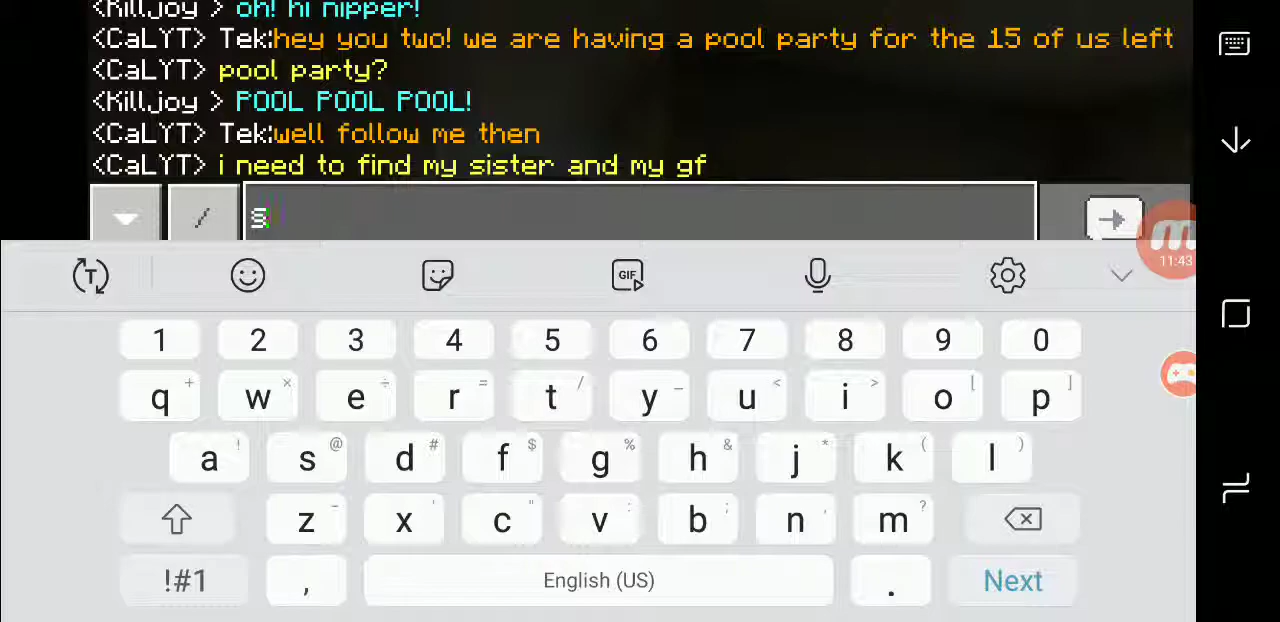 <Killjoy > oh! hi nipper!
<CaLYT> Tek:hey you two! we are having a pool party for the 15 of us left
<CaLYT> pool party?
<Killjoy > POOL POOL POOL!
<CaLYT> Tek:well follow me then
<CaLYT> i need to find my sister and my gf
/ s
11:43
T GIF
1 2 3 4 5 6 7 8 9 0
q + w × e ÷ r = t / y _ u < i > o [ p ]
a ! s @ d # f $ g % h & j * k ( l )
z - x ' c " v : b ; n , m ?
!#1 , English (US) . Next